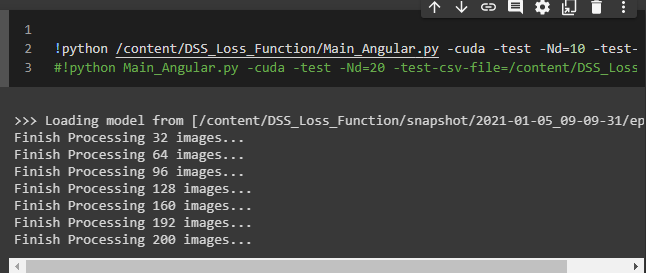 1
2 !python /content/DSS_Loss_Function/Main_Angular.py -cuda -test -Nd=10 -test-
3 #!python Main_Angular.py -cuda -test -Nd=20 -test-csv-file=/content/DSS_Loss
>>> Loading model from [/content/DSS_Loss_Function/snapshot/2021-01-05_09-09-31/ep
Finish Processing 32 images...
Finish Processing 64 images...
Finish Processing 96 images...
Finish Processing 128 images...
Finish Processing 160 images...
Finish Processing 192 images...
Finish Processing 200 images...